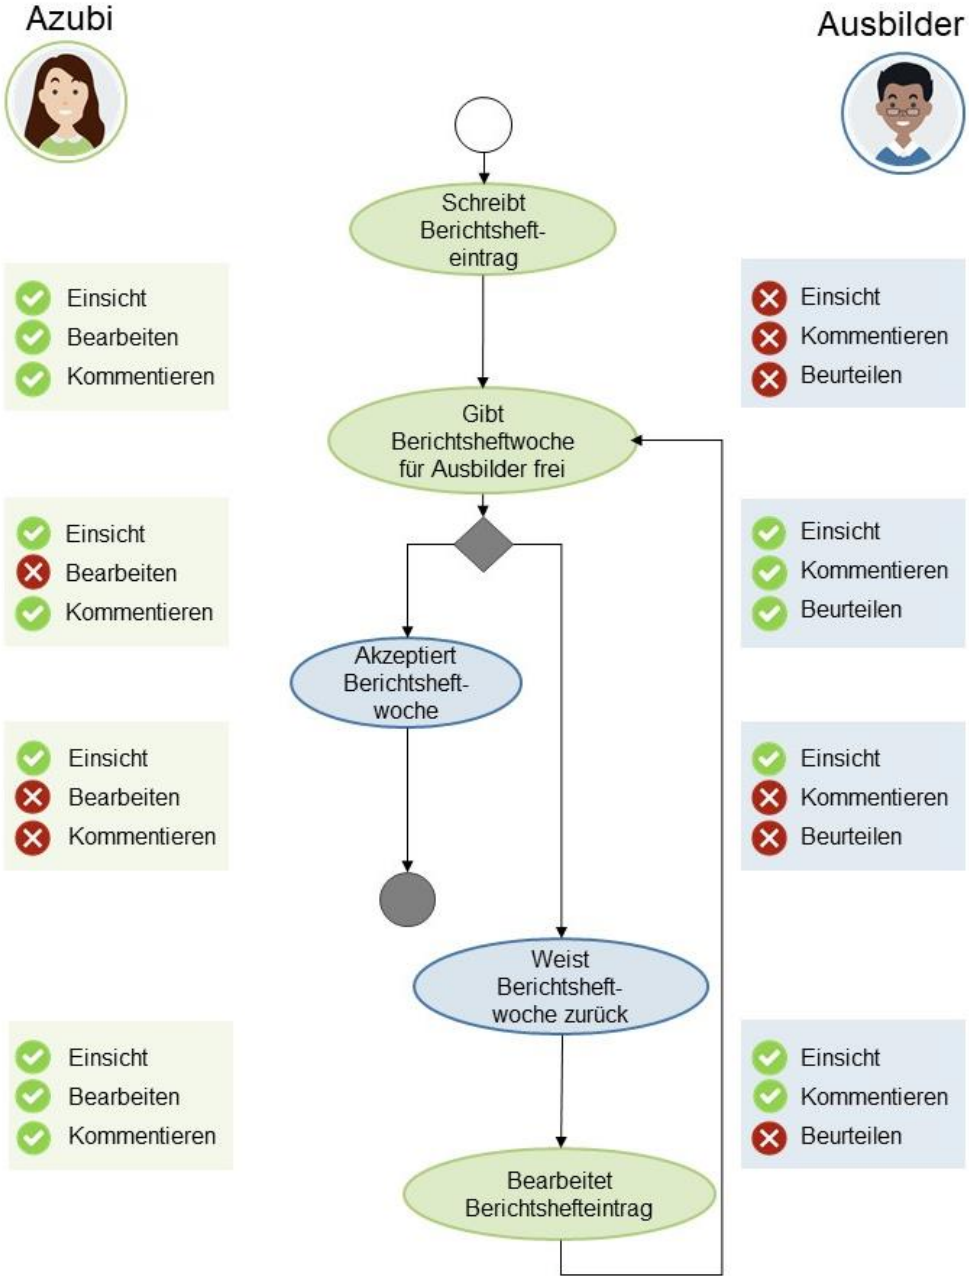 Azubi
Ausbilder
Schreibt
Berichtsheft-
eintrag
Einsicht
Bearbeiten
Kommentieren
Einsicht
Kommentieren
Beurteilen
Gibt
Berichtsheftwoche
für Ausbilder frei
Einsicht
Bearbeiten
Kommentieren
Einsicht
Kommentieren
Beurteilen
Akzeptiert
Berichtsheft-
woche
Einsicht
Bearbeiten
Kommentieren
Einsicht
Kommentieren
Beurteilen
Weist
Berichtsheft-
woche zurück
Einsicht
Bearbeiten
Kommentieren
Einsicht
Kommentieren
Beurteilen
Bearbeitet
Berichtshefteintrag